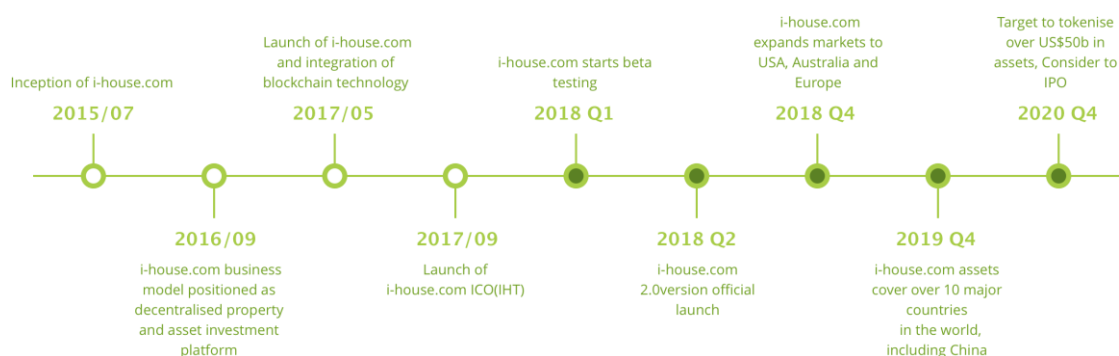 Inception of i-house.com
2015/07
i-house.com business
model positioned as
decentralised property
and asset investment
platform
2016/09
Launch of i-house.com
and integration of
blockchain technology
2017/05
2017/09
Launch of
i-house.com ICO(IHT)
i-house.com starts beta
testing
2018 Q1
2018 Q2
i-house.com
2.0version official
launch
i-house.com
expands markets to
USA, Australia and
Europe
2018 Q4
2019 Q4
i-house.com assets
cover over 10 major
countries
in the world,
including China
Target to tokenise
over US$50b in
assets, Consider to
IPO
2020 Q4